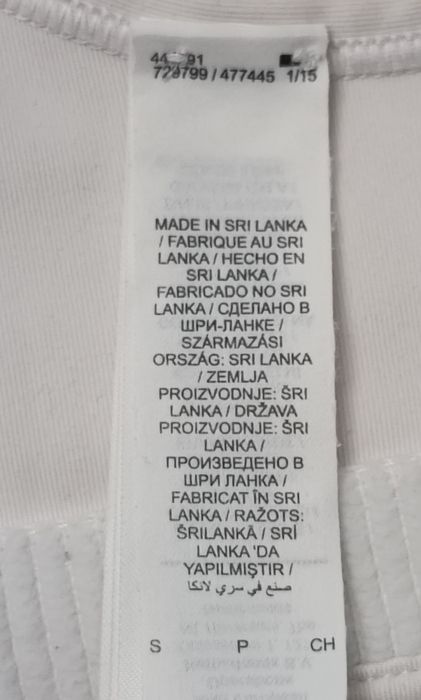 729799 / 477445 1/15
MADE IN SRI LANKA
/ FABRIQUE AU SRI
LANKA / HECHO EN
SRI LANKA /
FABRICADO NO SRI
LANKA / СДЕЛАНО В
ШРИ-ЛАНКЕ /
SZÁRMAZÁSI
ORSZÁG: SRI LANKA
/ ZEMLJA
PROIZVODNJE: ŠRI
LANKA / DRŽAVA
PROIZVODNJE: ŠRI
LANKA /
ПРОИЗВЕДЕНО В
ШРИ ЛАНКА /
FABRICAT ÎN SRI
LANKA / RAŽOTS:
ŠRILANKĀ / SRİ
LANKA 'DA
YAPILMIŞTIR /
صنع في سري لانكا
S P CH